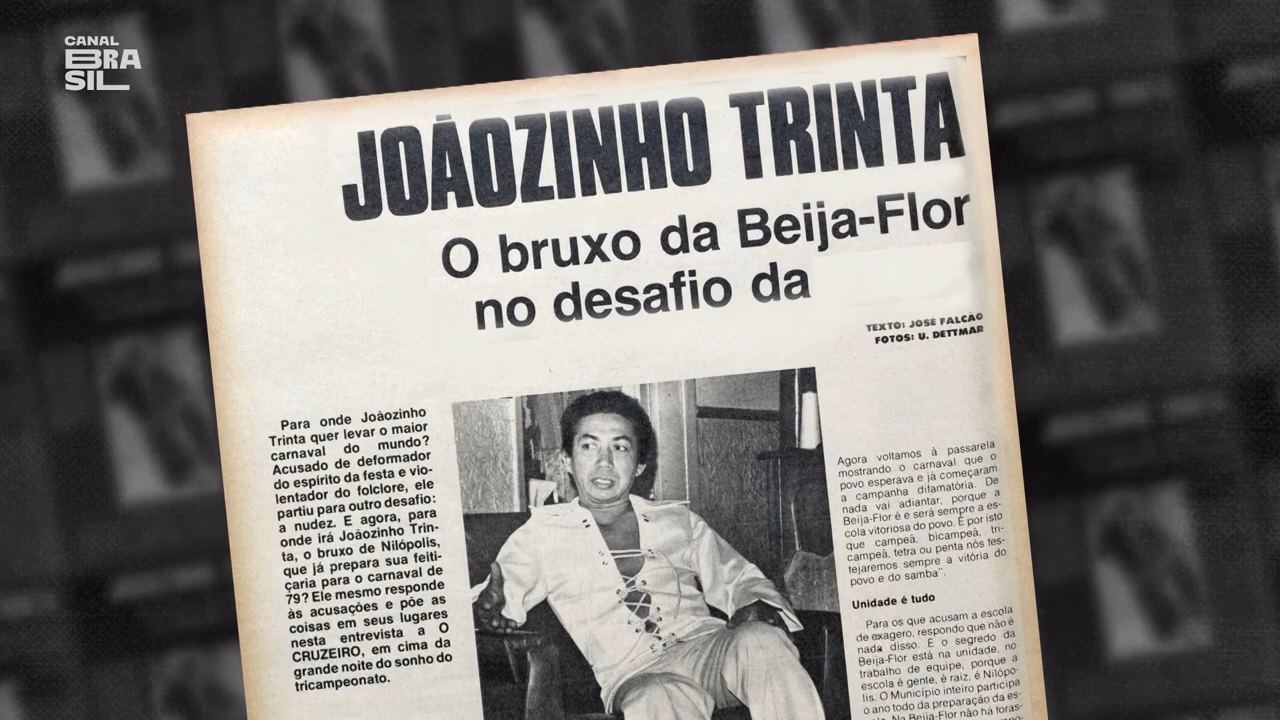 CANAL
BRA
SIL
JOÃOZINHO TRINTA
O bruxo da Beija-Flor
no desafio da
TEXTO: JOSÉ FALCÃO
FOTOS: U. DETTMAR
Para onde Joãozinho
Trinta quer levar o maior
carnaval do mundo?
Acusado de deformador
do espírito da festa e vio-
lentador do folclore, ele
partiu para outro desafio:
a nudez. E agora, para
onde irá Joãozinho Trin-
ta, o bruxo de Nilópolis,
que já prepara sua feiti-
çaria para o carnaval de
79? Ele mesmo responde
às acusações e põe as
coisas em seus lugares
nesta entrevista a O
CRUZEIRO, em cima da
grande noite do sonho do
tricampeonato.
Agora voltamos à passarela
mostrando o carnaval que o
povo esperava e já começaram
a campanha difamatória. De
nada vai adiantar, porque a
Beija-Flor é e será sempre a es-
cola vitoriosa do povo. E por isto
que campeã, bicampeã, tri-
campeã, tetra ou penta nós fes-
tejaremos sempre a vitória do
povo e do samba".
Unidade é tudo
Para os que acusam a escola
de exagero, respondo que não é
nada disso. E o segredo da
Beija-Flor está na unidade, no
trabalho de equipe, porque a
escola é gente, é raiz, é Nilópo-
lis. O Município inteiro participa
o ano todo da preparação da es-
Na Beija-Flor não há foras-